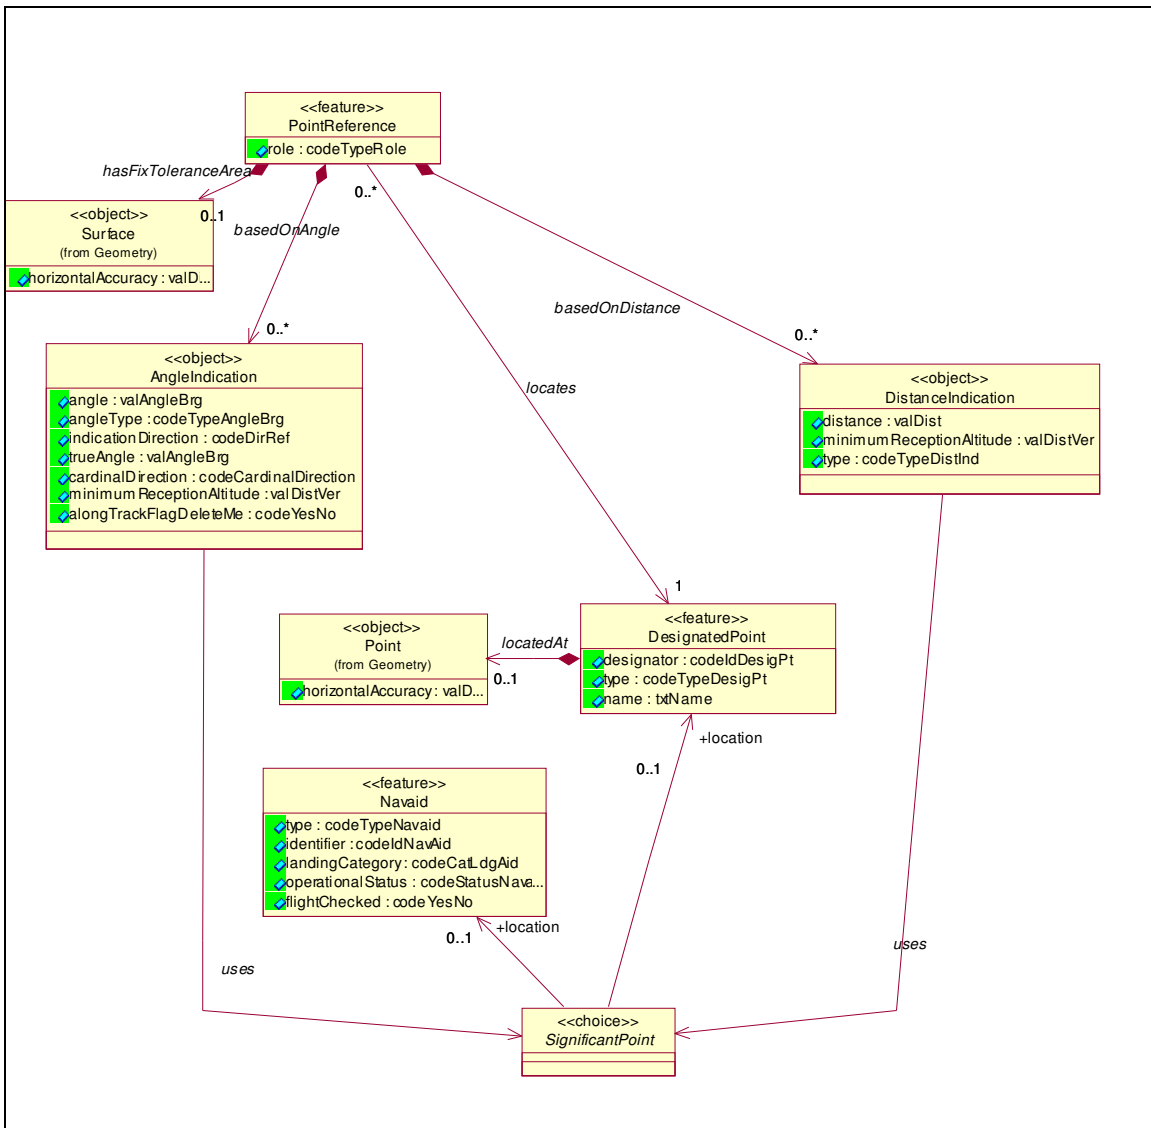 <<feature>>
PointReference
role : codeTypeRole
hasFixToleranceArea
0..1
0..*
<<object>>
Surface
(from Geometry)
horizontalAccuracy : valD...
basedOnAngle
0..*
basedOnDistance
0..*
<<object>>
AngleIndication
angle : valAngleBrg
angleType : codeTypeAngleBrg
indicationDirection : codeDirRef
trueAngle : valAngleBrg
cardinalDirection : codeCardinalDirection
minimumReceptionAltitude : valDistVer
alongTrackFlagDeleteMe : codeYesNo
locates
1
<<object>>
DistanceIndication
distance : valDist
minimumReceptionAltitude : valDistVer
type : codeTypeDistInd
<<object>>
Point
(from Geometry)
horizontalAccuracy : valD...
locatedAt
0..1
<<feature>>
DesignatedPoint
designator : codeIdDesigPt
type : codeTypeDesigPt
name : txtName
+location
0..1
<<feature>>
Navaid
type : codeTypeNavaid
identifier : codeIdNavAid
landingCategory : codeCatLdgAid
operationalStatus : codeStatusNava...
flightChecked : codeYesNo
+location
0..1
uses
uses
<<choice>>
SignificantPoint